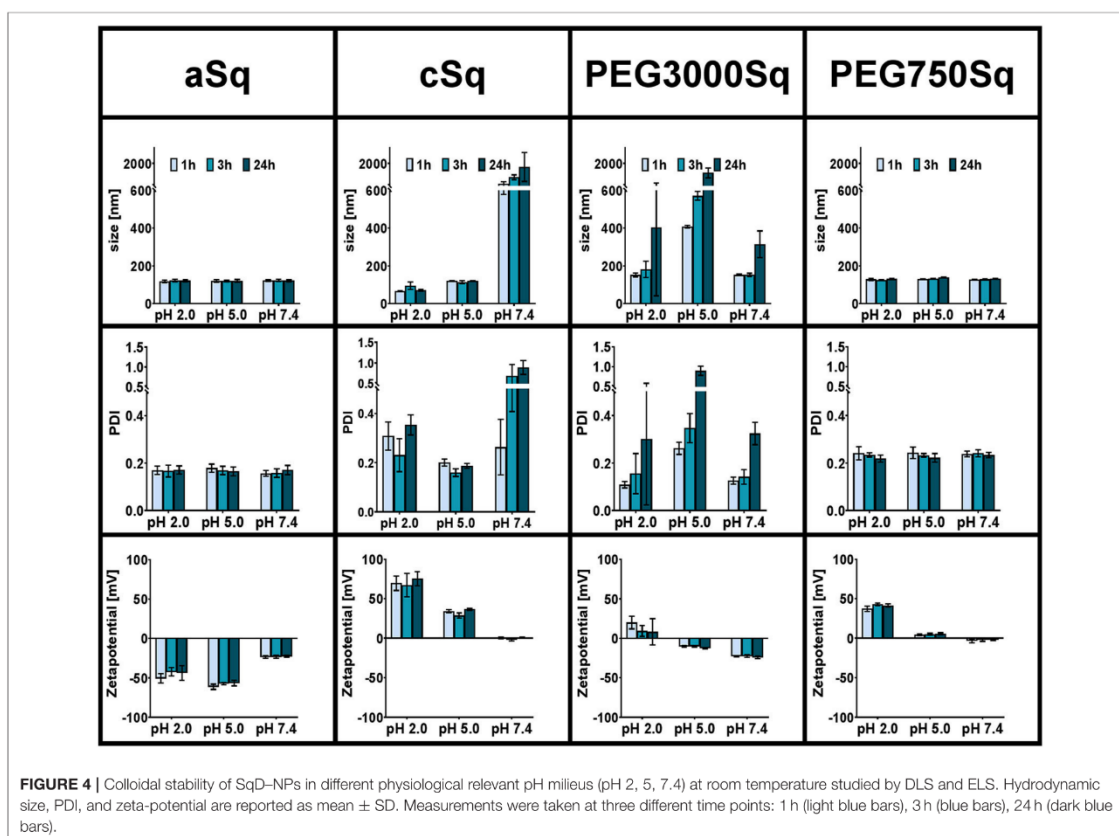 aSq cSq PEG3000Sq PEG750Sq
size [nm] 2000 600 400 200 0 1h 3h 24h pH 2.0 pH 5.0 pH 7.4
size [nm] 2000 600 400 200 0 1h 3h 24h pH 2.0 pH 5.0 pH 7.4
size [nm] 2000 600 400 200 0 1h 3h 24h pH 2.0 pH 5.0 pH 7.4
size [nm] 2000 600 400 200 0 1h 3h 24h pH 2.0 pH 5.0 pH 7.4
PDI 1.5 1.0 0.5 0.4 0.2 0.0 pH 2.0 pH 5.0 pH 7.4
PDI 1.5 1.0 0.5 0.4 0.2 0.0 pH 2.0 pH 5.0 pH 7.4
PDI 1.5 1.0 0.5 0.4 0.2 0.0 pH 2.0 pH 5.0 pH 7.4
PDI 1.5 1.0 0.5 0.4 0.2 0.0 pH 2.0 pH 5.0 pH 7.4
Zetapotential [mV] 100 50 0 -50 -100 pH 2.0 pH 5.0 pH 7.4
Zetapotential [mV] 100 50 0 -50 -100 pH 2.0 pH 5.0 pH 7.4
Zetapotential [mV] 100 50 0 -50 -100 pH 2.0 pH 5.0 pH 7.4
Zetapotential [mV] 100 50 0 -50 -100 pH 2.0 pH 5.0 pH 7.4
FIGURE 4 | Colloidal stability of SqD–NPs in different physiological relevant pH milieus (pH 2, 5, 7.4) at room temperature studied by DLS and ELS. Hydrodynamic
size, PDI, and zeta-potential are reported as mean ± SD. Measurements were taken at three different time points: 1 h (light blue bars), 3 h (blue bars), 24 h (dark blue
bars).